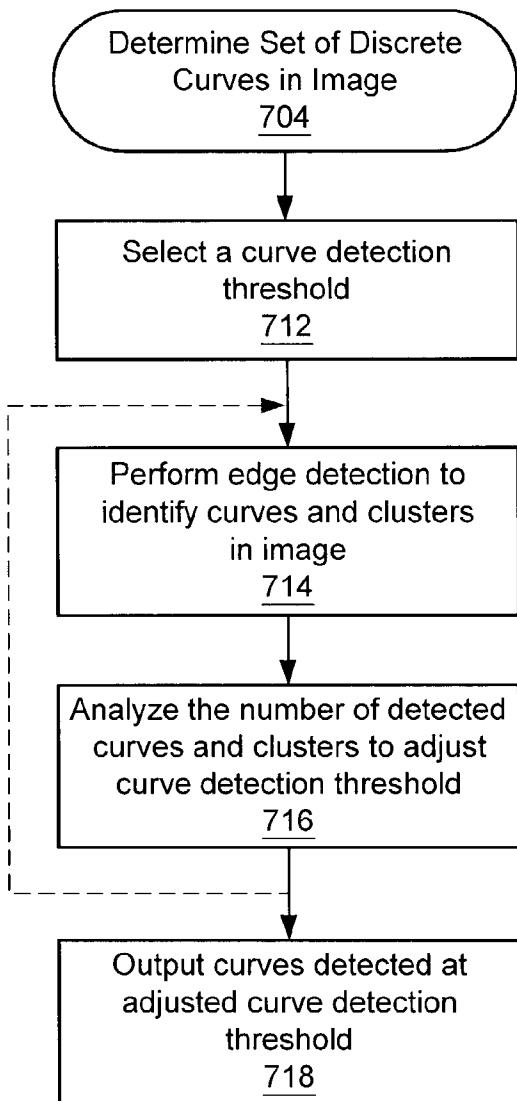 Determine Set of Discrete
Curves in Image
704
Select a curve detection
threshold
712
Perform edge detection to
identify curves and clusters
in image
714
Analyze the number of detected
curves and clusters to adjust
curve detection threshold
716
Output curves detected at
adjusted curve detection
threshold
718